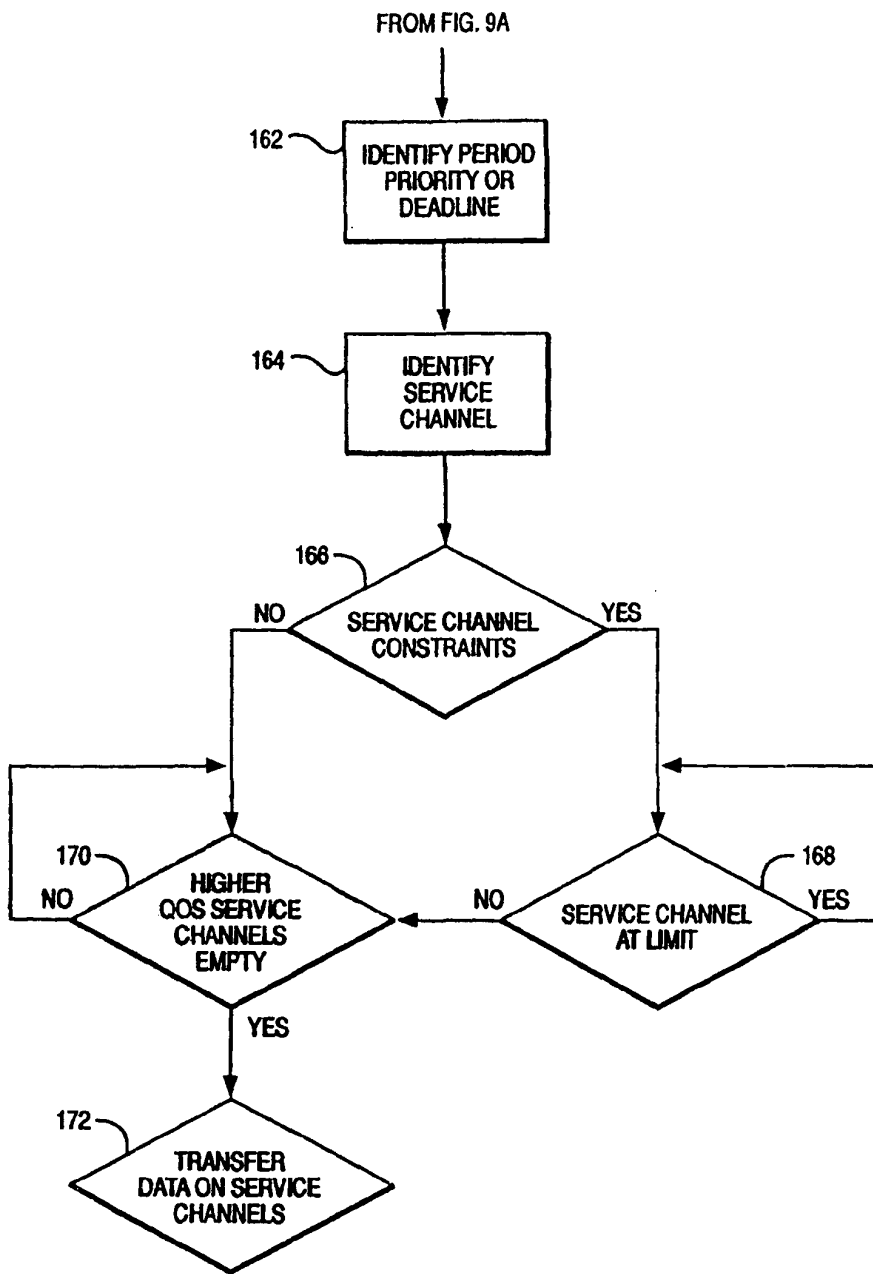 FROM FIG. 9A
162
IDENTIFY PERIOD
PRIORITY OR
DEADLINE
164
IDENTIFY
SERVICE
CHANNEL
166
NO
YES
SERVICE CHANNEL
CONSTRAINTS
170
NO
HIGHER
QOS SERVICE
CHANNELS
EMPTY
YES
168
NO
YES
SERVICE CHANNEL
AT LIMIT
172
TRANSFER
DATA ON SERVICE
CHANNELS